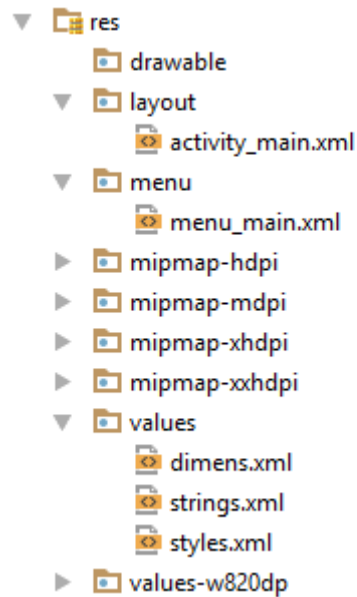 res
drawable
layout
activity_main.xml
menu
menu_main.xml
mipmap-hdpi
mipmap-mdpi
mipmap-xhdpi
mipmap-xxhdpi
values
dimens.xml
strings.xml
styles.xml
values-w820dp